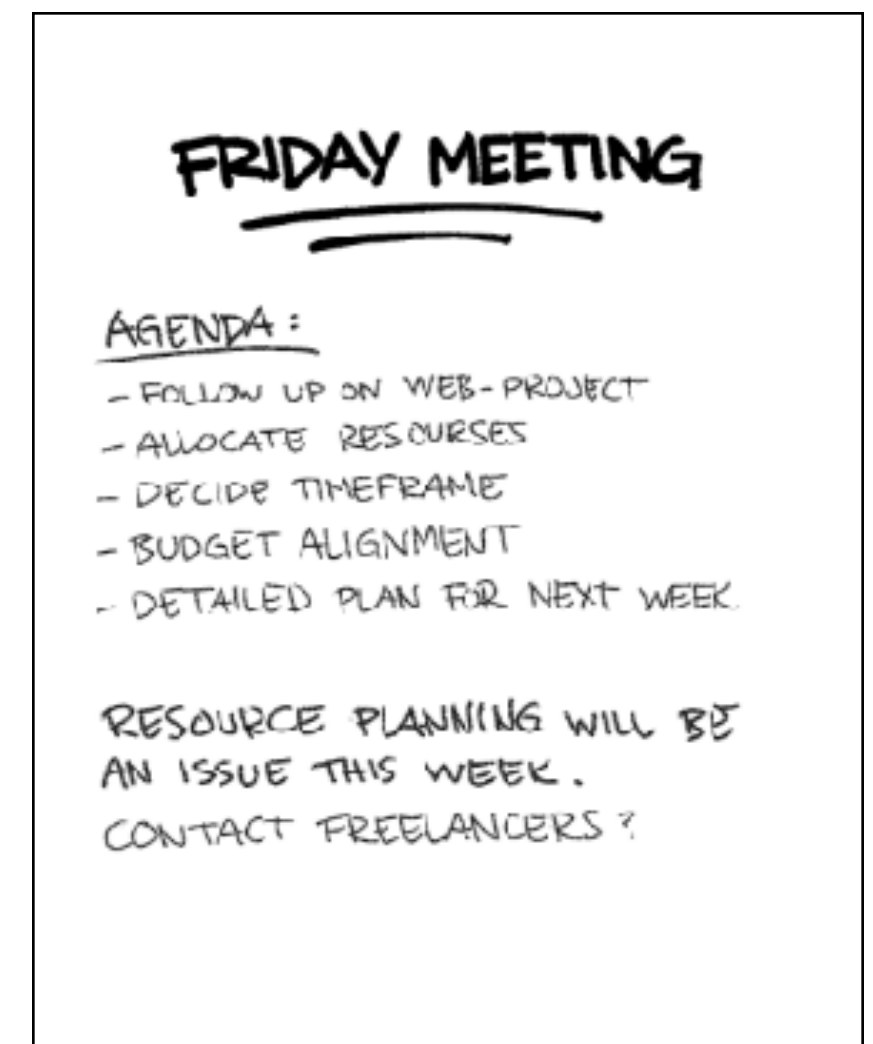 FRIDAY MEETING
AGENDA:
- FOLLOW UP ON WEB-PROJECT
- ALLOCATE RESOURSES
- DECIDE TIMEFRAME
- BUDGET ALIGNMENT
- DETAILED PLAN FOR NEXT WEEK
RESOURCE PLANNING WILL BE
AN ISSUE THIS WEEK.
CONTACT FREELANCERS?